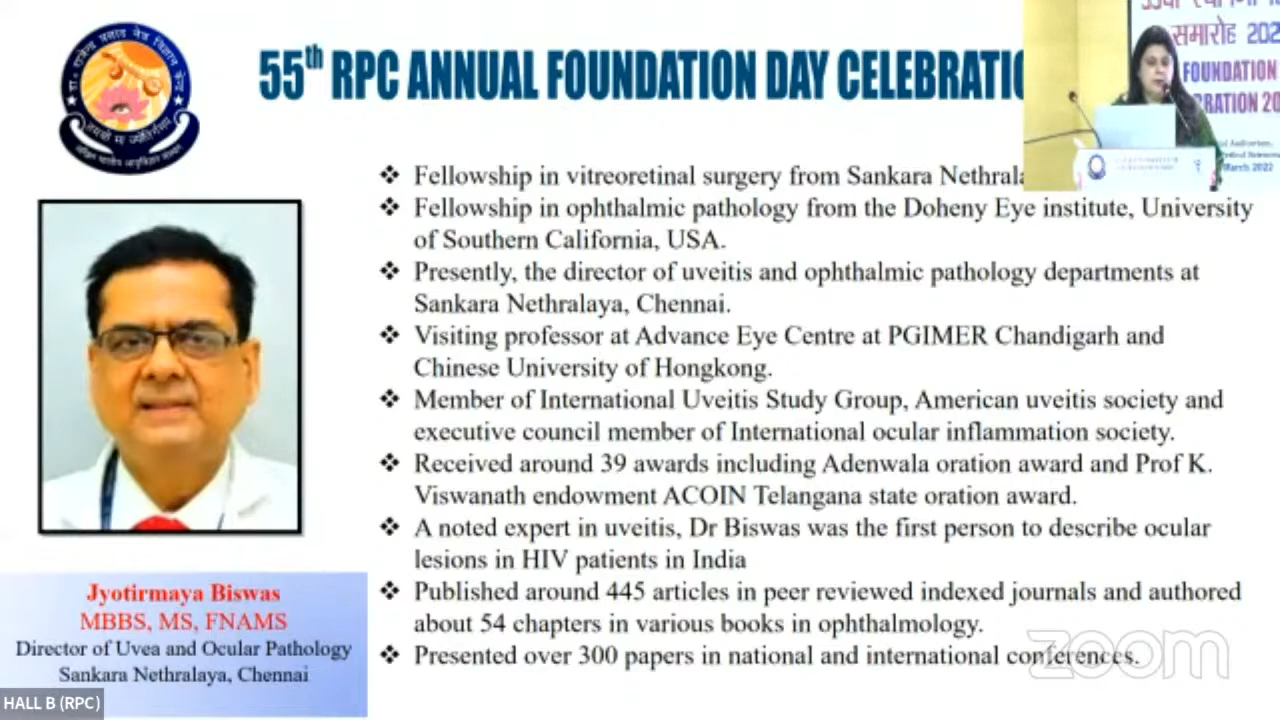 55th RPC ANNUAL FOUNDATION DAY CELEBRATIO
समारोह 202
FOUNDATION
RATION 20
March 2022
❖ Fellowship in vitreoretinal surgery from Sankara Nethrala
❖ Fellowship in ophthalmic pathology from the Doheny Eye institute, University
of Southern California, USA.
❖ Presently, the director of uveitis and ophthalmic pathology departments at
Sankara Nethralaya, Chennai.
❖ Visiting professor at Advance Eye Centre at PGIMER Chandigarh and
Chinese University of Hongkong.
❖ Member of International Uveitis Study Group, American uveitis society and
executive council member of International ocular inflammation society.
❖ Received around 39 awards including Adenwala oration award and Prof K.
Viswanath endowment ACOIN Telangana state oration award.
❖ A noted expert in uveitis, Dr Biswas was the first person to describe ocular
lesions in HIV patients in India
❖ Published around 445 articles in peer reviewed indexed journals and authored
about 54 chapters in various books in ophthalmology.
❖ Presented over 300 papers in national and international conferences.
Jyotirmaya Biswas
MBBS, MS, FNAMS
Director of Uvea and Ocular Pathology
Sankara Nethralaya, Chennai
HALL B (RPC)
zoom